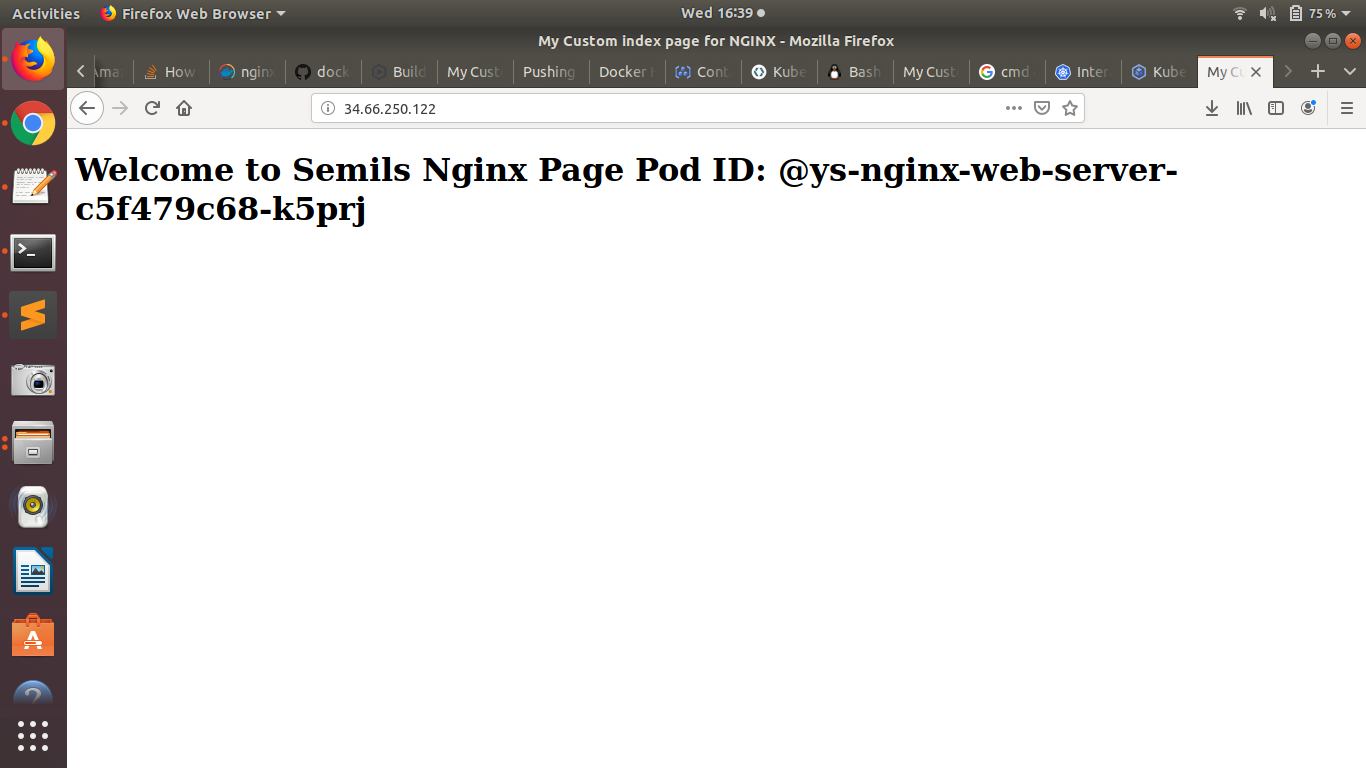 Activities
Firefox Web Browser
Wed 16:39
75%
My Custom index page for NGINX - Mozilla Firefox
How
nginx
dock
Build
My Cust
Pushing
Docker
Cont
Kube
Bash
My Cust
cmd
Inter
Kube
My C
34.66.250.122
Welcome to Semils Nginx Page Pod ID: @ys-nginx-web-server-
c5f479c68-k5prj